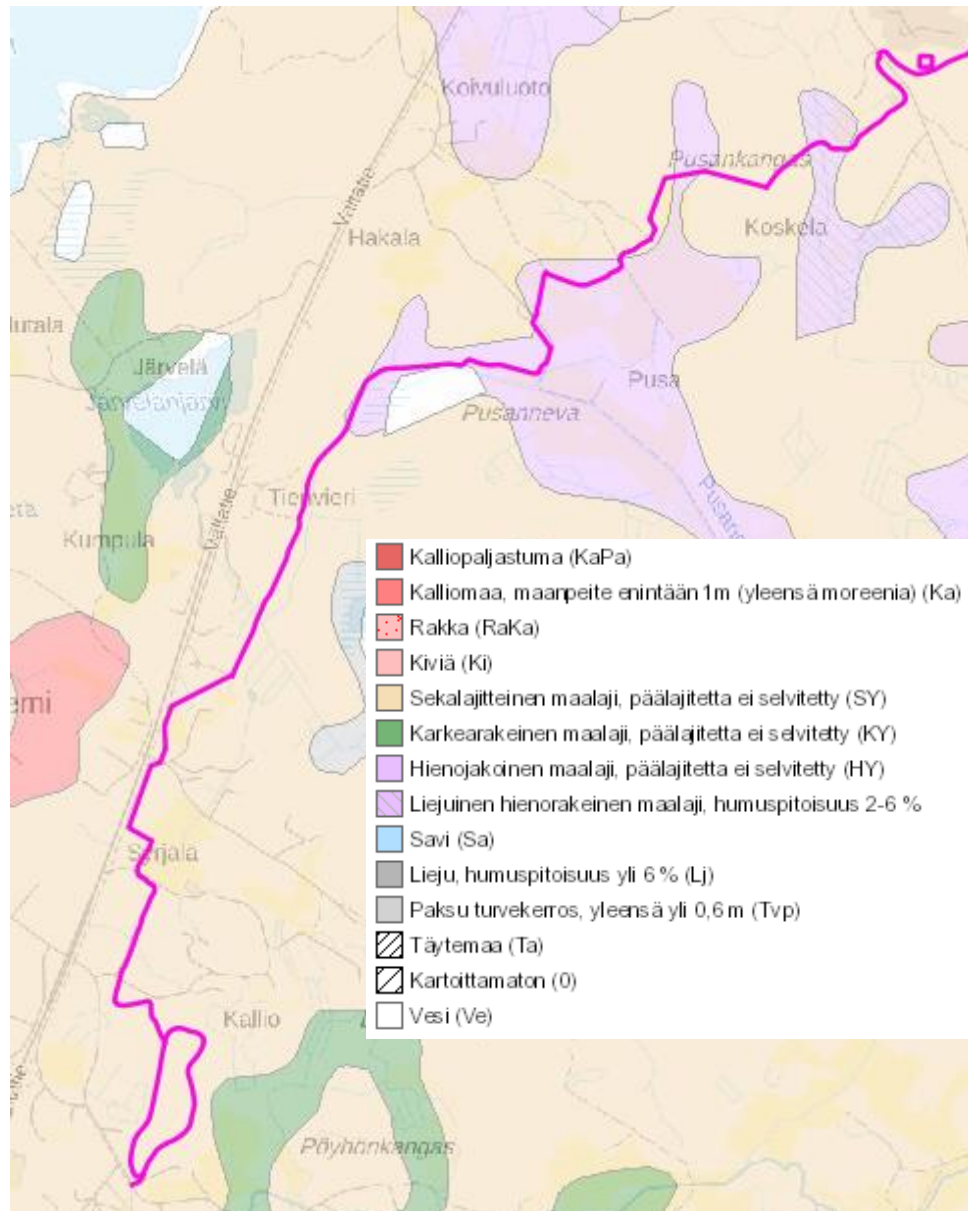 Koivuluoto
Valtatie
Pusankangas
Hakala
Koskela
Järvelä
Pusa
Pusanneva
Tienvieri
Valtatie
Kumpula
Kalliopaljastuma (KaPa)
Kalliomaa, maanpeite enintään 1m (yleensä moreenia) (Ka)
Rakka (RaKa)
Kiviä (Ki)
Sekalajitteinen maalaji, päälajitetta ei selvitetty (SY)
Karkearakeinen maalaji, päälajitetta ei selvitetty (KY)
Hienojakoinen maalaji, päälajitetta ei selvitetty (HY)
Liejuinen hienorakeinen maalaji, humuspitoisuus 2-6 %
Savi (Sa)
Lieju, humuspitoisuus yli 6 % (Lj)
Paksu turvekerros, yleensä yli 0,6 m (Tvp)
Täytemaa (Ta)
Kartoittamaton (0)
Vesi (Ve)
Kallio
Pöyhönkangas